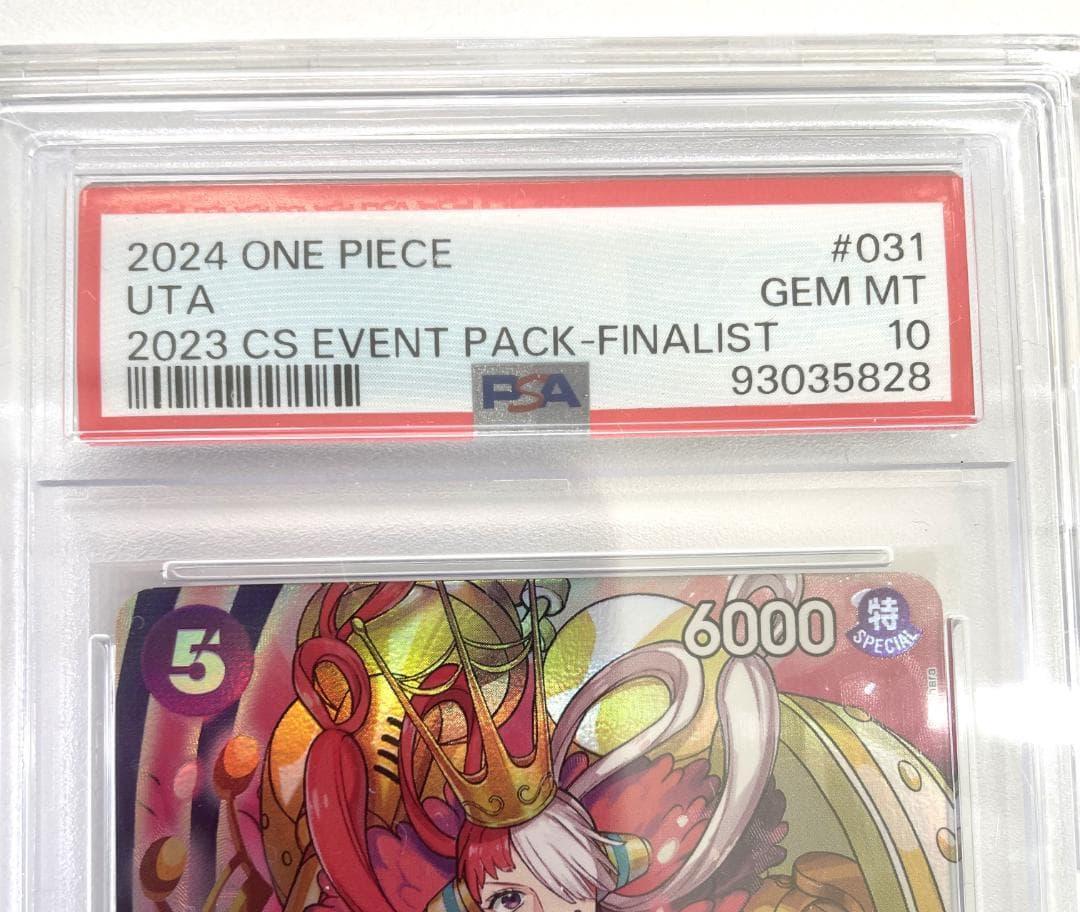 2024 ONE PIECE #031
UTA GEM MT
2023 CS EVENT PACK-FINALIST 10
PSA 93035828
5 6000 特
SPECIAL